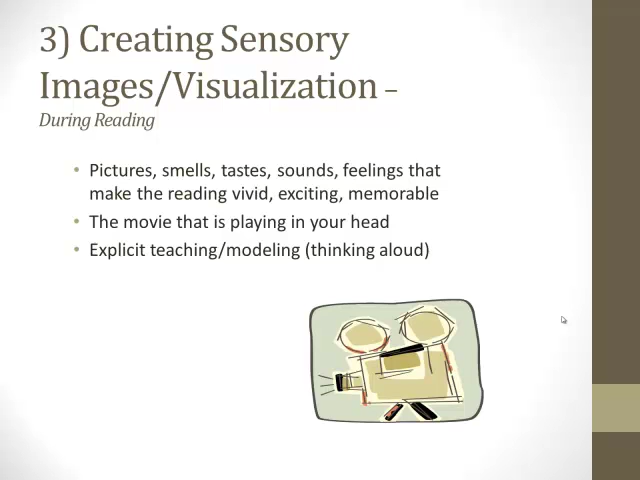 3) Creating Sensory
Images/Visualization –
During Reading
• Pictures, smells, tastes, sounds, feelings that
make the reading vivid, exciting, memorable
• The movie that is playing in your head
• Explicit teaching/modeling (thinking aloud)